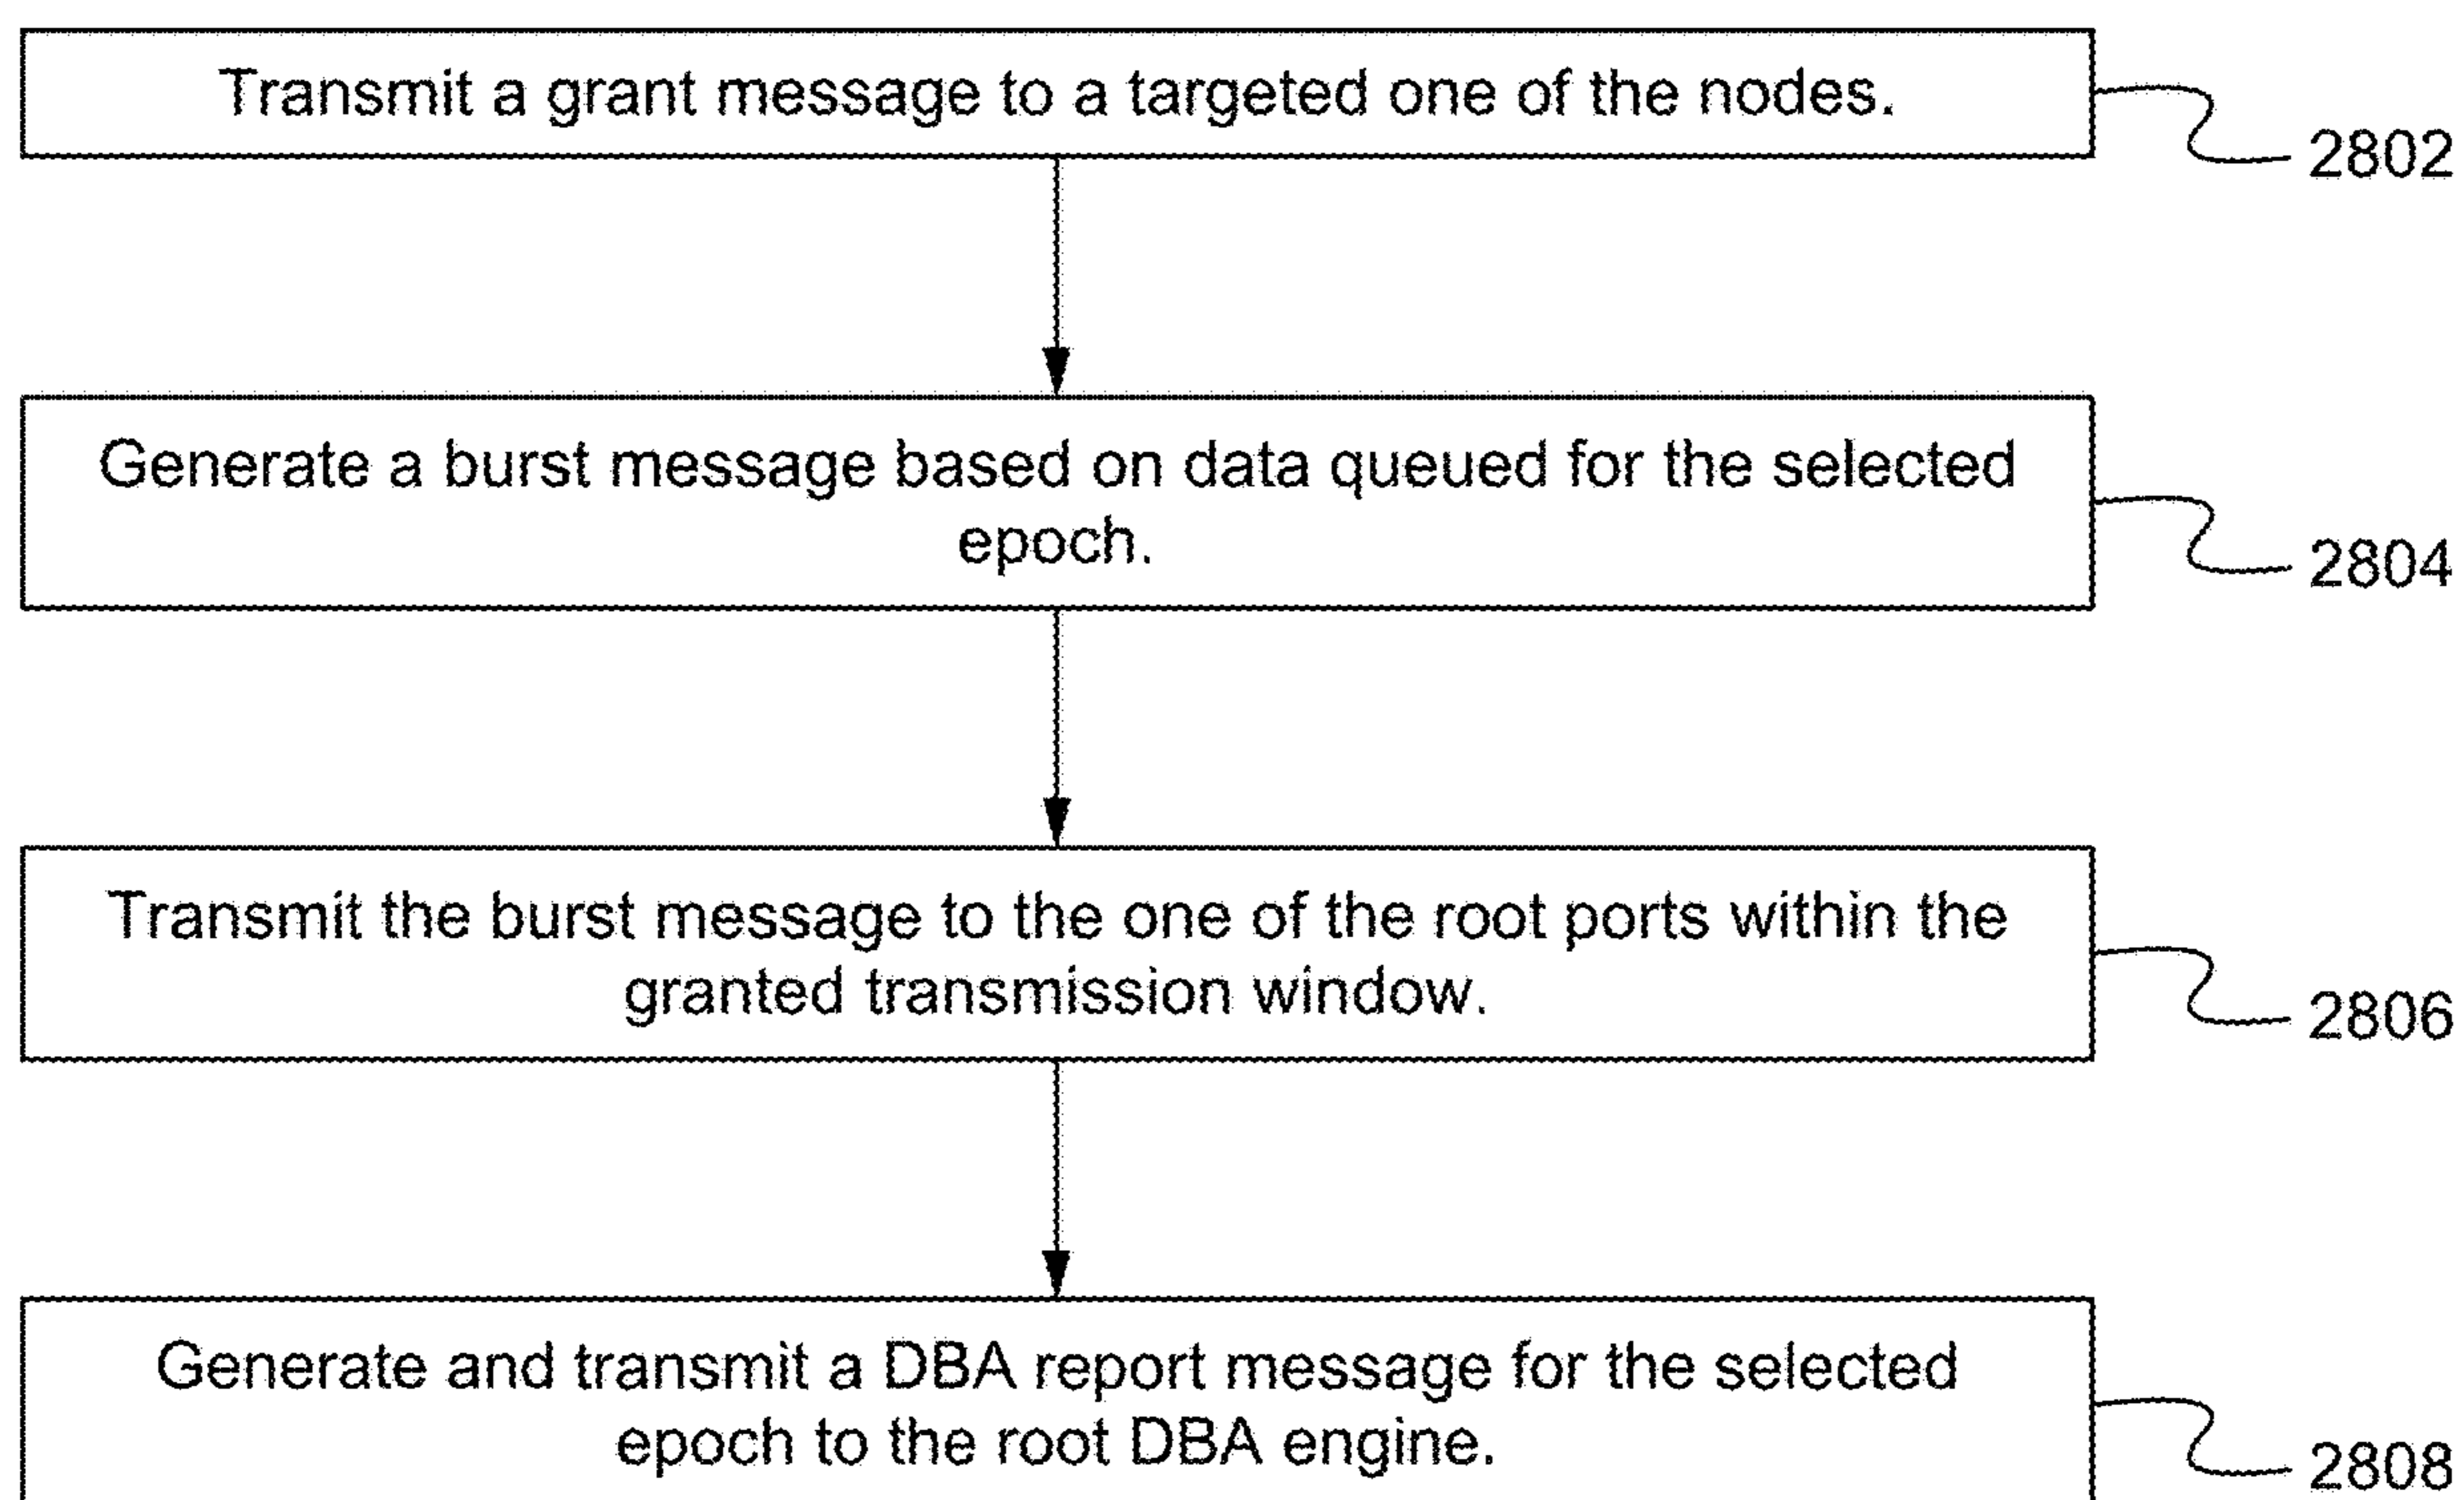 Transmit a grant message to a targeted one of the nodes.
2802
Generate a burst message based on data queued for the selected
epoch.
2804
Transmit the burst message to the one of the root ports within the
granted transmission window.
2806
Generate and transmit a DBA report message for the selected
epoch to the root DBA engine.
2808